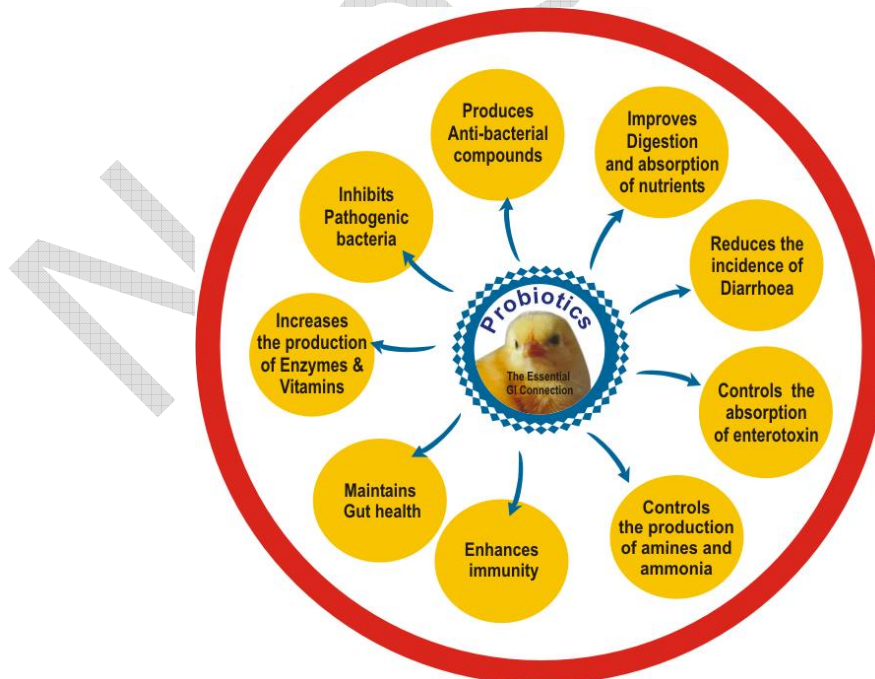 Produces
Anti-bacterial
compounds
Improves
Digestion
and absorption
of nutrients
Inhibits
Pathogenic
bacteria
Reduces the
incidence of
Diarrhoea
Probiotics
The Essential
GI Connection
Increases
the production
of Enzymes &
Vitamins
Controls the
absorption
of enterotoxin
Maintains
Gut health
Enhances
immunity
Controls
the production
of amines and
ammonia